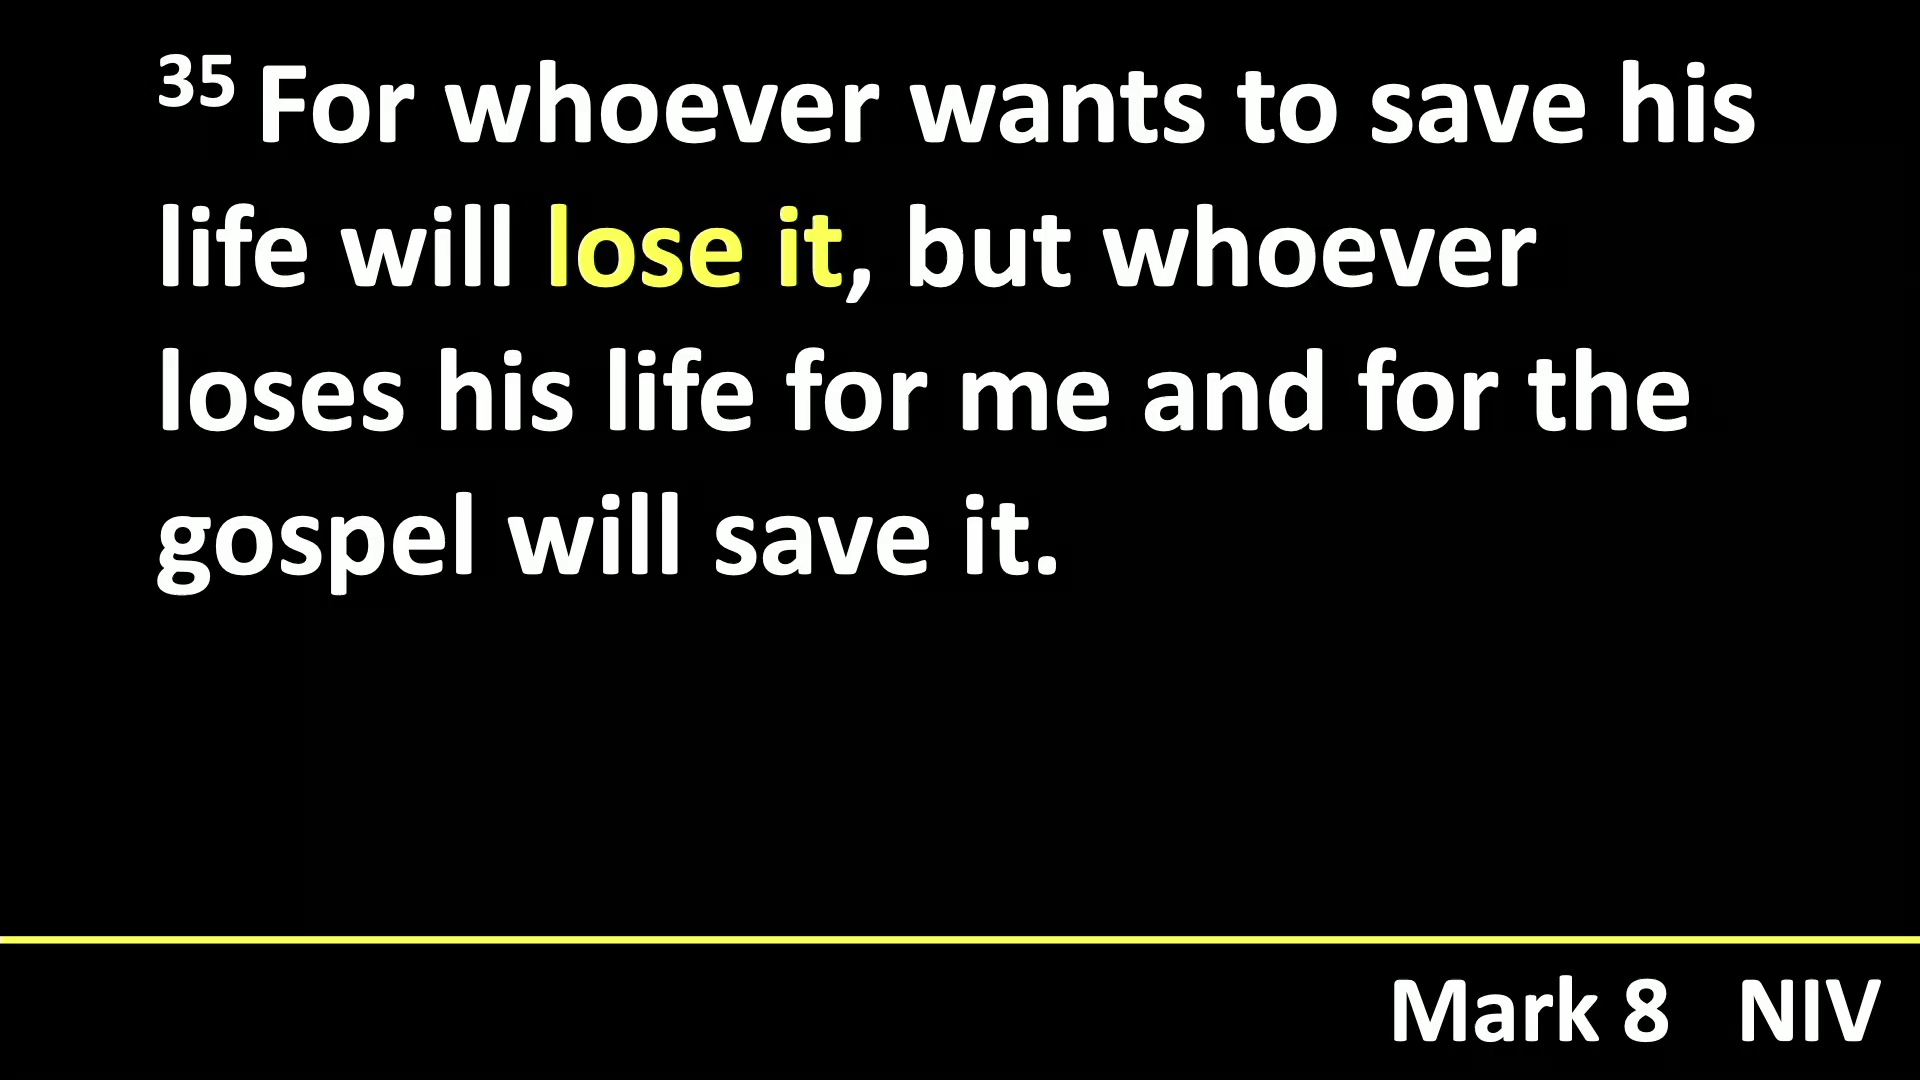 35 For whoever wants to save his
life will lose it, but whoever
loses his life for me and for the
gospel will save it.
Mark 8 NIV